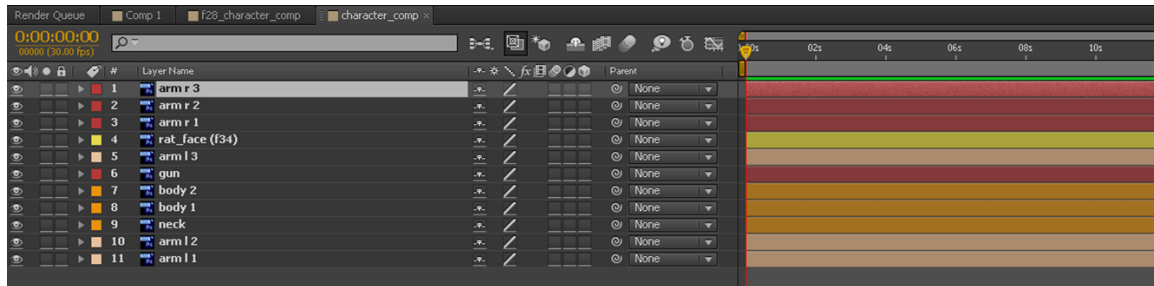 Render Queue Comp 1 f28_character_comp character_comp ×
0:00:00:00
00000 (30.00 fps)
00s 02s 04s 06s 08s 10s
# Layer Name fx Parent
1 arm r 3 None
2 arm r 2 None
3 arm r 1 None
4 rat_face (f34) None
5 arm l 3 None
6 gun None
7 body 2 None
8 body 1 None
9 neck None
10 arm l 2 None
11 arm l 1 None